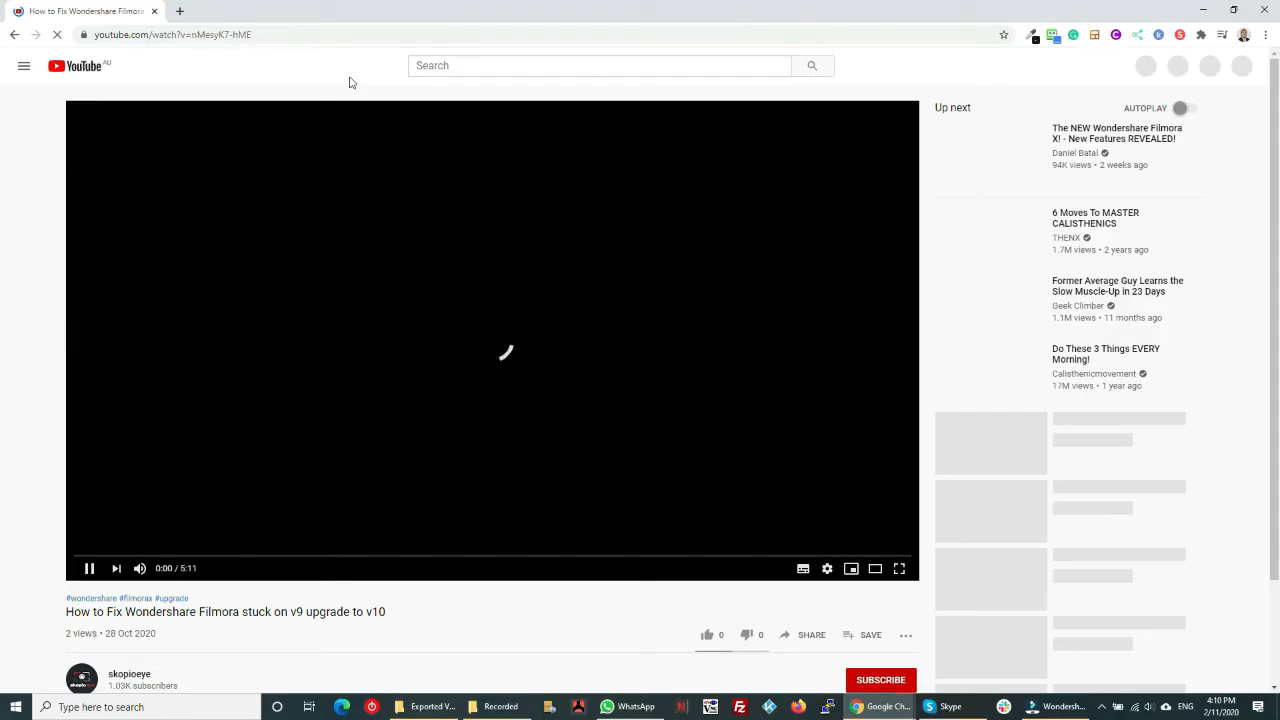 How to Fix Wondershare Filmora
youtube.com/watch?v=nMesyK7-hME
YouTube AU
Search
Up next
AUTOPLAY
The NEW Wondershare Filmora
X! - New Features REVEALED!
Daniel Batal
94K views • 2 weeks ago
6 Moves To MASTER
CALISTHENICS
THENX
1.7M views • 2 years ago
Former Average Guy Learns the
Slow Muscle-Up in 23 Days
Geek Climber
1.1M views • 11 months ago
Do These 3 Things EVERY
Morning!
Calisthenicmovement
17M views • 1 year ago
0:00 / 5:11
#wondershare #filmorax #upgrade
How to Fix Wondershare Filmora stuck on v9 upgrade to v10
2 views • 28 Oct 2020
0 0 SHARE SAVE
skopioeye
1.03K subscribers
SUBSCRIBE
Type here to search
Exported V...
Recorded
WhatsApp
Google Ch...
Skype
Wondersh...
4:10 PM
2/11/2020